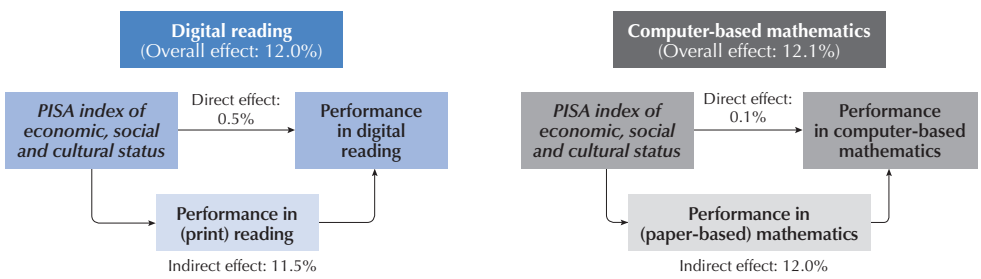 Digital reading
(Overall effect: 12.0%)
PISA index of
economic, social
and cultural status
Direct effect:
0.5%
Performance
in digital
reading
Performance in
(print) reading
Indirect effect: 11.5%
Computer-based mathematics
(Overall effect: 12.1%)
PISA index of
economic, social
and cultural status
Direct effect:
0.1%
Performance
in computer-based
mathematics
Performance in
(paper-based) mathematics
Indirect effect: 12.0%